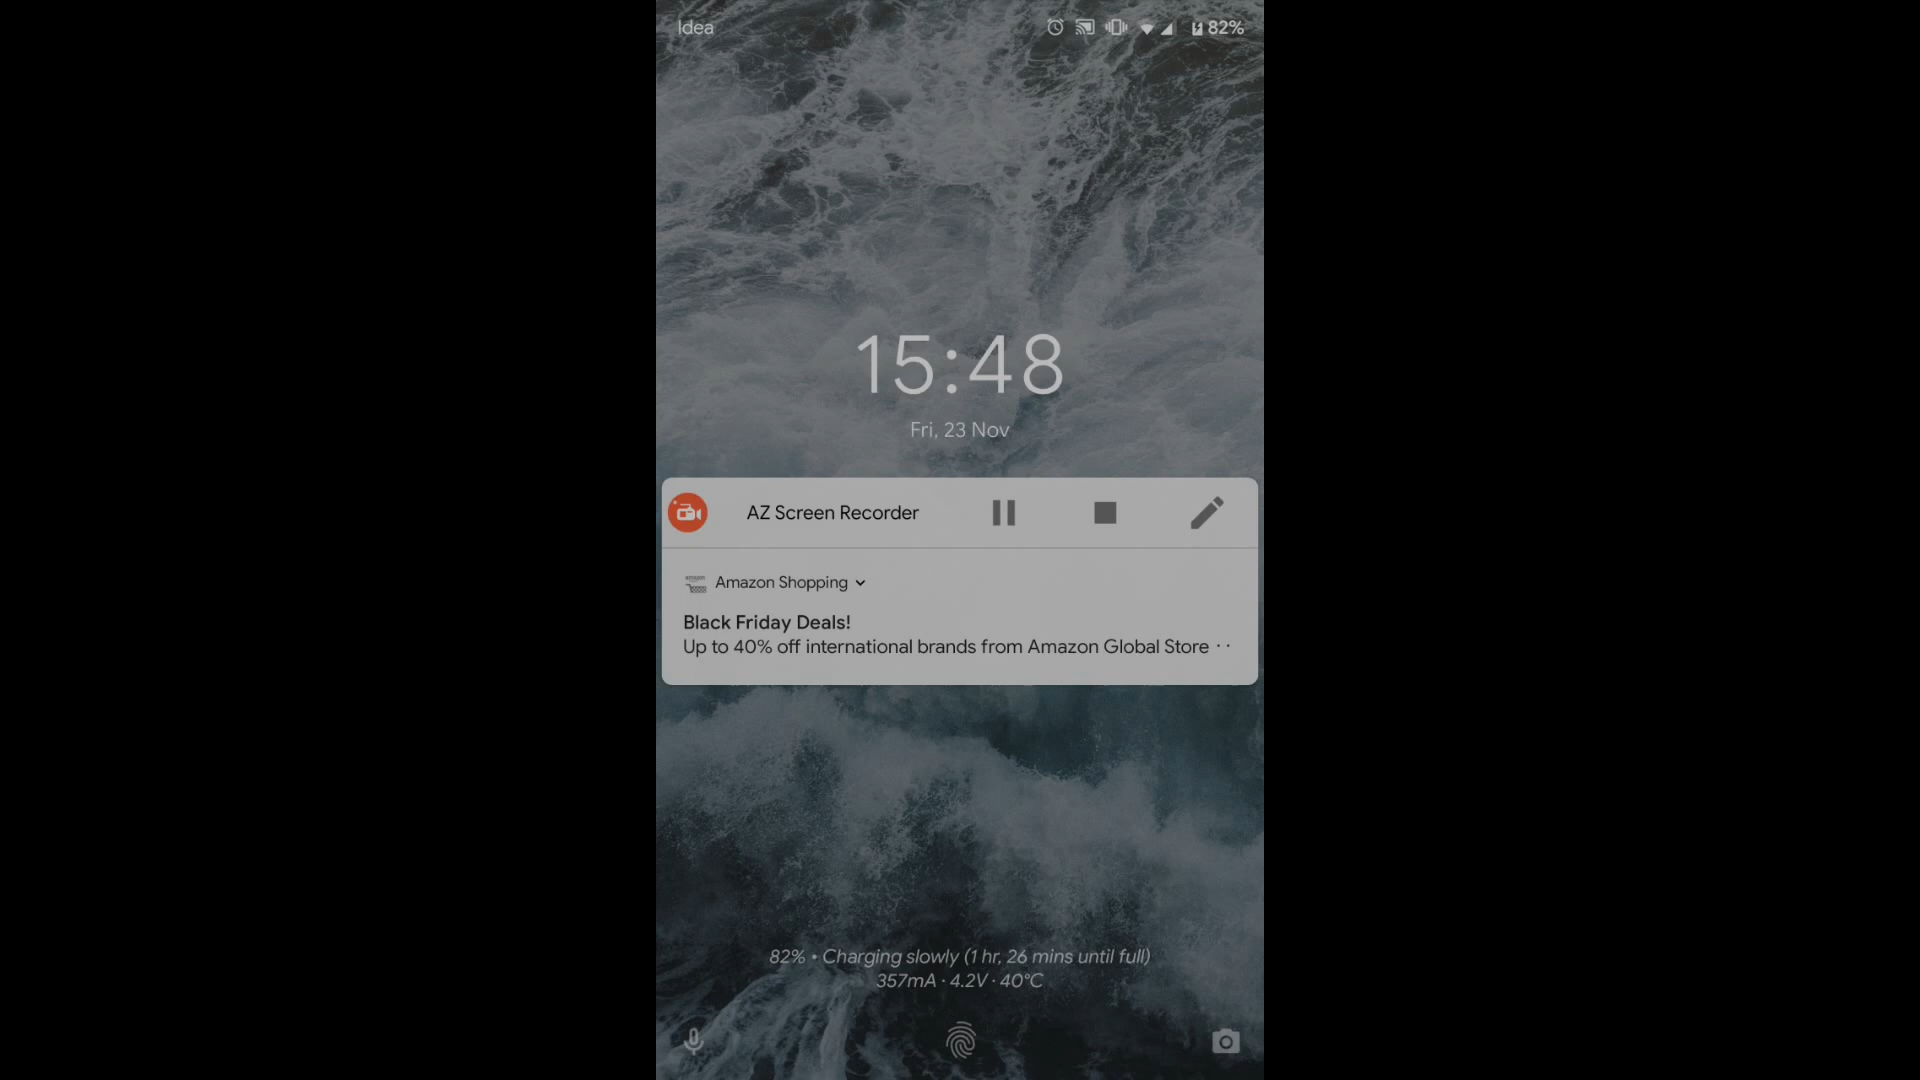 Idea
82%
15:48
Fri, 23 Nov
AZ Screen Recorder
amazon
Amazon Shopping
Black Friday Deals!
Up to 40% off international brands from Amazon Global Store · ·
82% • Charging slowly (1 hr, 26 mins until full)
357mA · 4.2V · 40°C